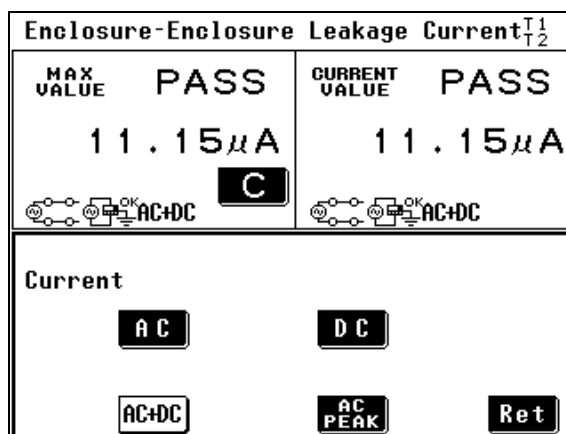 Enclosure-Enclosure Leakage Current T1 T2
MAX VALUE PASS
11.15μA
C
OK AC+DC
CURRENT VALUE PASS
11.15μA
OK AC+DC
Current
AC DC
AC+DC AC PEAK Ret